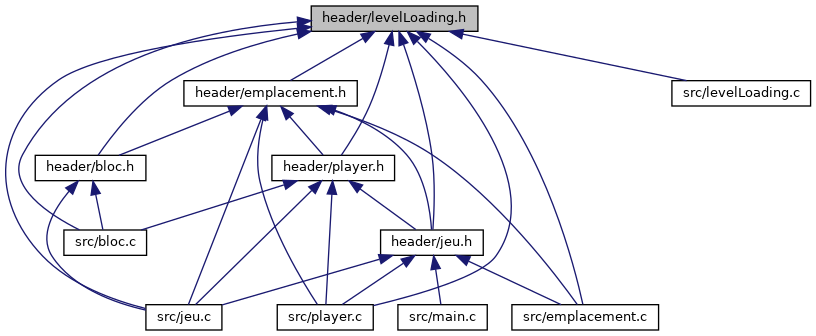 header/levelLoading.h
header/emplacement.h
src/levelLoading.c
header/bloc.h
header/player.h
src/bloc.c
header/jeu.h
src/jeu.c
src/player.c
src/main.c
src/emplacement.c